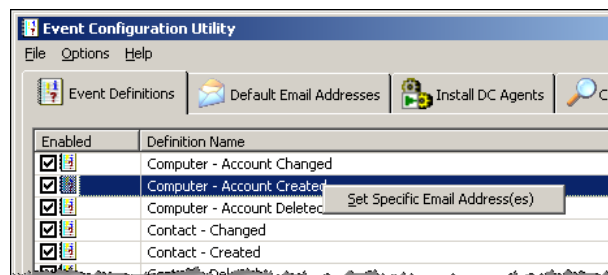 Event Configuration Utility
File Options Help
Event Definitions Default Email Addresses Install DC Agents
Enabled Definition Name
Computer - Account Changed
Computer - Account Created
Set Specific Email Address(es)
Computer - Account Deleted
Contact - Changed
Contact - Created